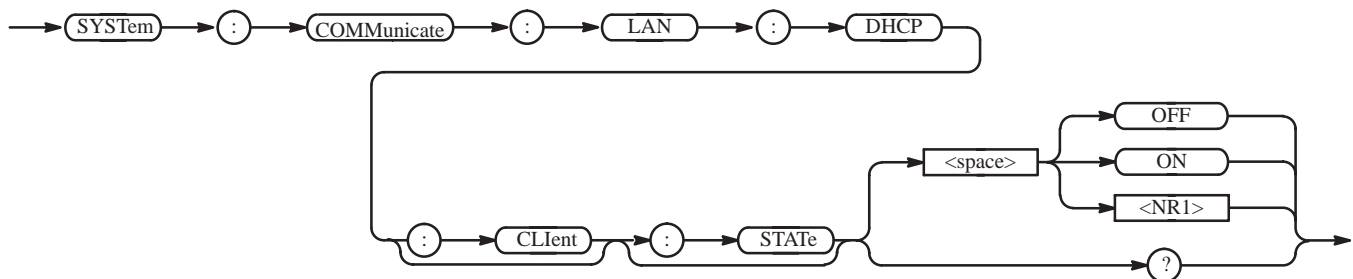 SYSTem : COMMunicate : LAN : DHCP
OFF
<space> ON
<NR1>
: CLIent : STATe
?